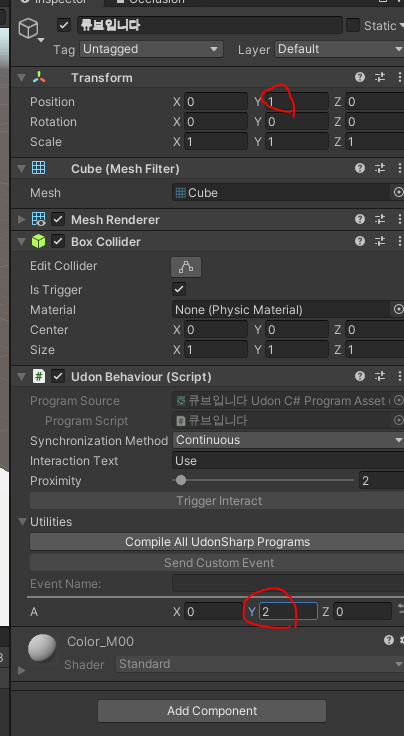 Inspector Occlusion
큐브입니다 Static
Tag Untagged Layer Default
Transform
Position X 0 Y 1 Z 0
Rotation X 0 Y 0 Z 0
Scale X 1 Y 1 Z 1
Cube (Mesh Filter)
Mesh Cube
Mesh Renderer
Box Collider
Edit Collider
Is Trigger
Material None (Physic Material)
Center X 0 Y 0 Z 0
Size X 1 Y 1 Z 1
Udon Behaviour (Script)
Program Source 큐브입니다 Udon C# Program Asset (
Program Script 큐브입니다
Synchronization Method Continuous
Interaction Text Use
Proximity 2
Trigger Interact
Utilities
Compile All UdonSharp Programs
Send Custom Event
Event Name:
A X 0 Y 2 Z 0
Color_M00
Shader Standard
Add Component